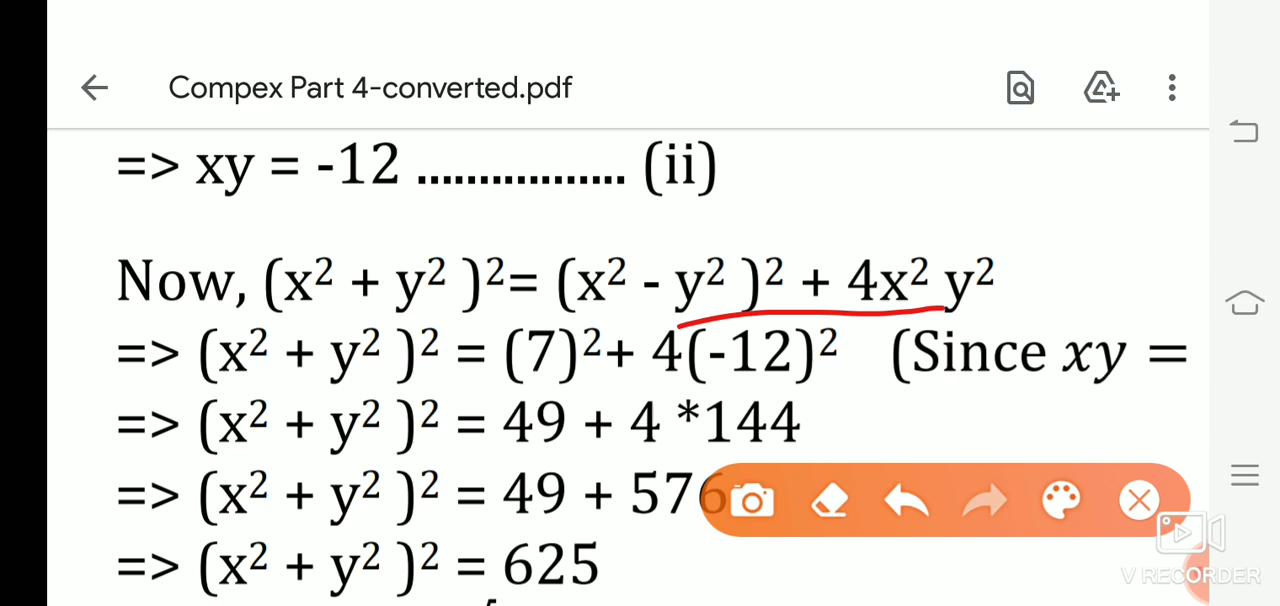 Compex Part 4-converted.pdf
=> xy = -12 ................. (ii)
Now, (x² + y² )²= (x² - y² )² + 4x² y²
=> (x² + y² )² = (7)²+ 4(-12)² (Since xy =
=> (x² + y² )² = 49 + 4 *144
=> (x² + y² )² = 49 + 576
=> (x² + y² )² = 625
V RECORDER